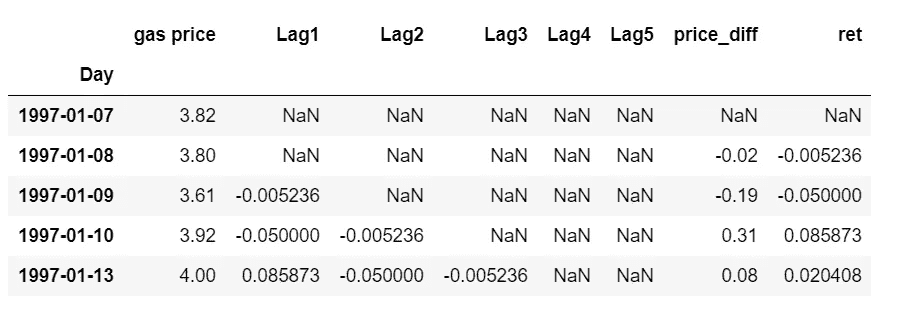 gas price Lag1 Lag2 Lag3 Lag4 Lag5 price_diff ret
Day
1997-01-07 3.82 NaN NaN NaN NaN NaN NaN NaN
1997-01-08 3.80 NaN NaN NaN NaN NaN -0.02 -0.005236
1997-01-09 3.61 -0.005236 NaN NaN NaN NaN -0.19 -0.050000
1997-01-10 3.92 -0.050000 -0.005236 NaN NaN NaN 0.31 0.085873
1997-01-13 4.00 0.085873 -0.050000 -0.005236 NaN NaN 0.08 0.020408